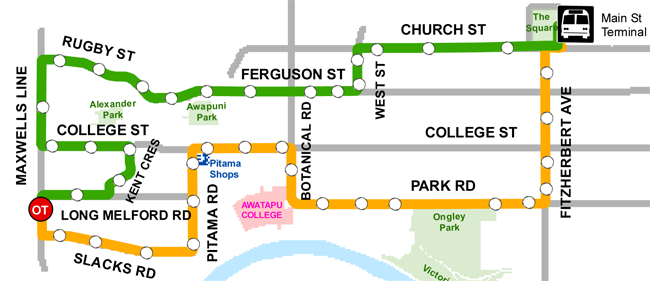 The
Square
Main St
Terminal
CHURCH ST
RUGBY ST
FERGUSON ST
WEST ST
MAXWELLS LINE
Alexander
Park
Awapuni
Park
BOTANICAL RD
FITZHERBERT AVE
COLLEGE ST
COLLEGE ST
KENT CRES
Pitama
Shops
PARK RD
PITAMA RD
AWATAPU
COLLEGE
OT
LONG MELFORD RD
Ongley
Park
SLACKS RD
Victori